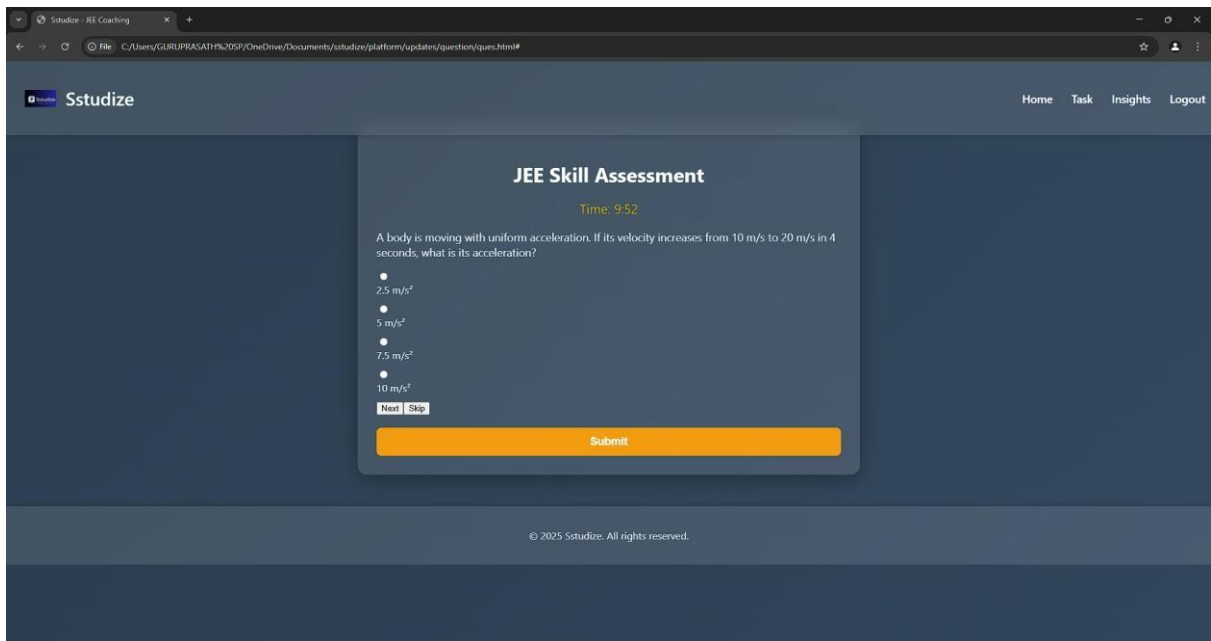 Sstudize - JEE Coaching
File C:/Users/GURUPRASATH%20SP/OneDrive/Documents/sstudize/platform/updates/question/ques.html#
Sstudize
Home Task Insights Logout
JEE Skill Assessment
Time: 9:52
A body is moving with uniform acceleration. If its velocity increases from 10 m/s to 20 m/s in 4
seconds, what is its acceleration?
2.5 m/s²
5 m/s²
7.5 m/s²
10 m/s²
Next Skip
Submit
© 2025 Sstudize. All rights reserved.